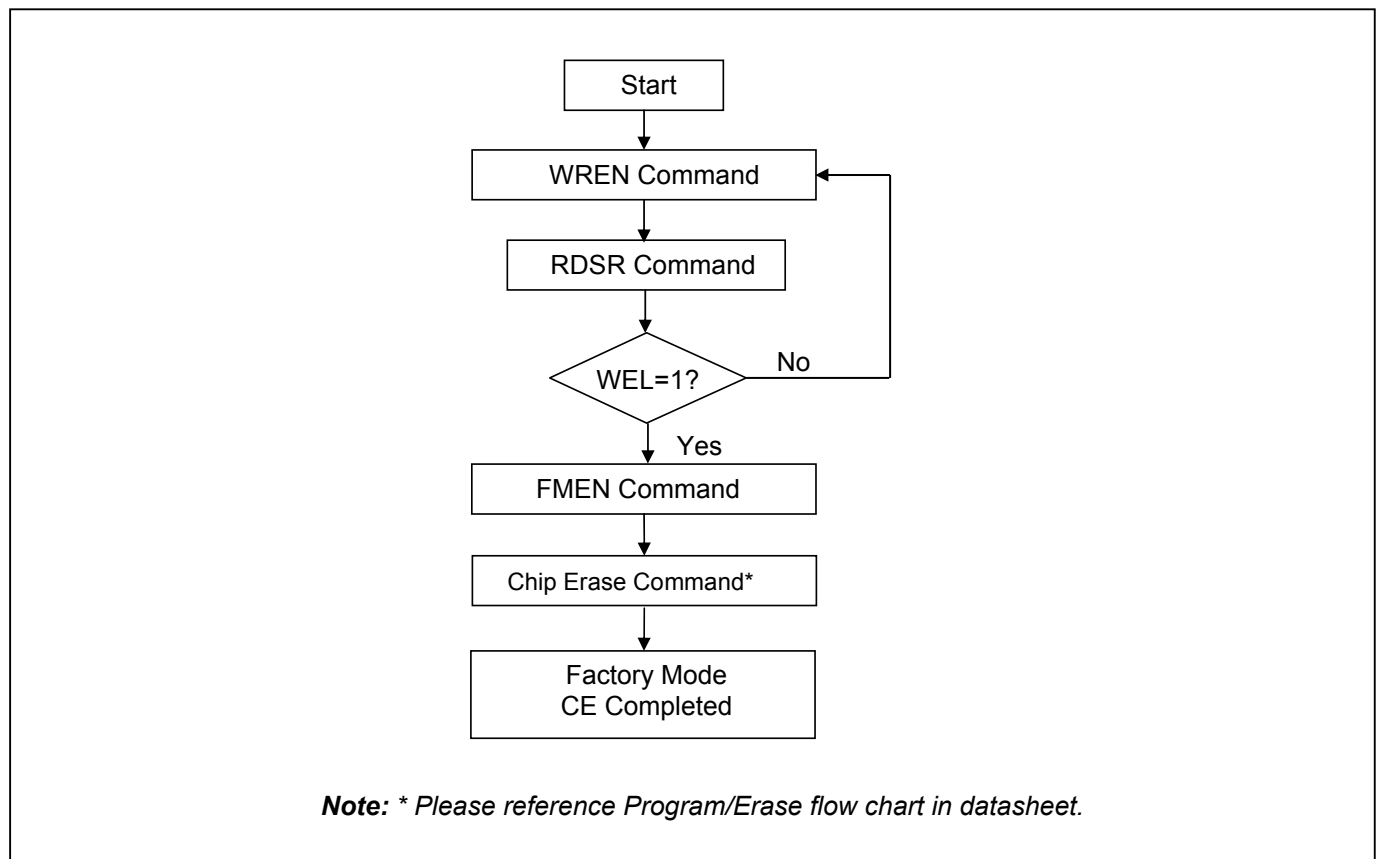 Start
WREN Command
RDSR Command
WEL=1?
No
Yes
FMEN Command
Chip Erase Command*
Factory Mode
CE Completed
Note: * Please reference Program/Erase flow chart in datasheet.